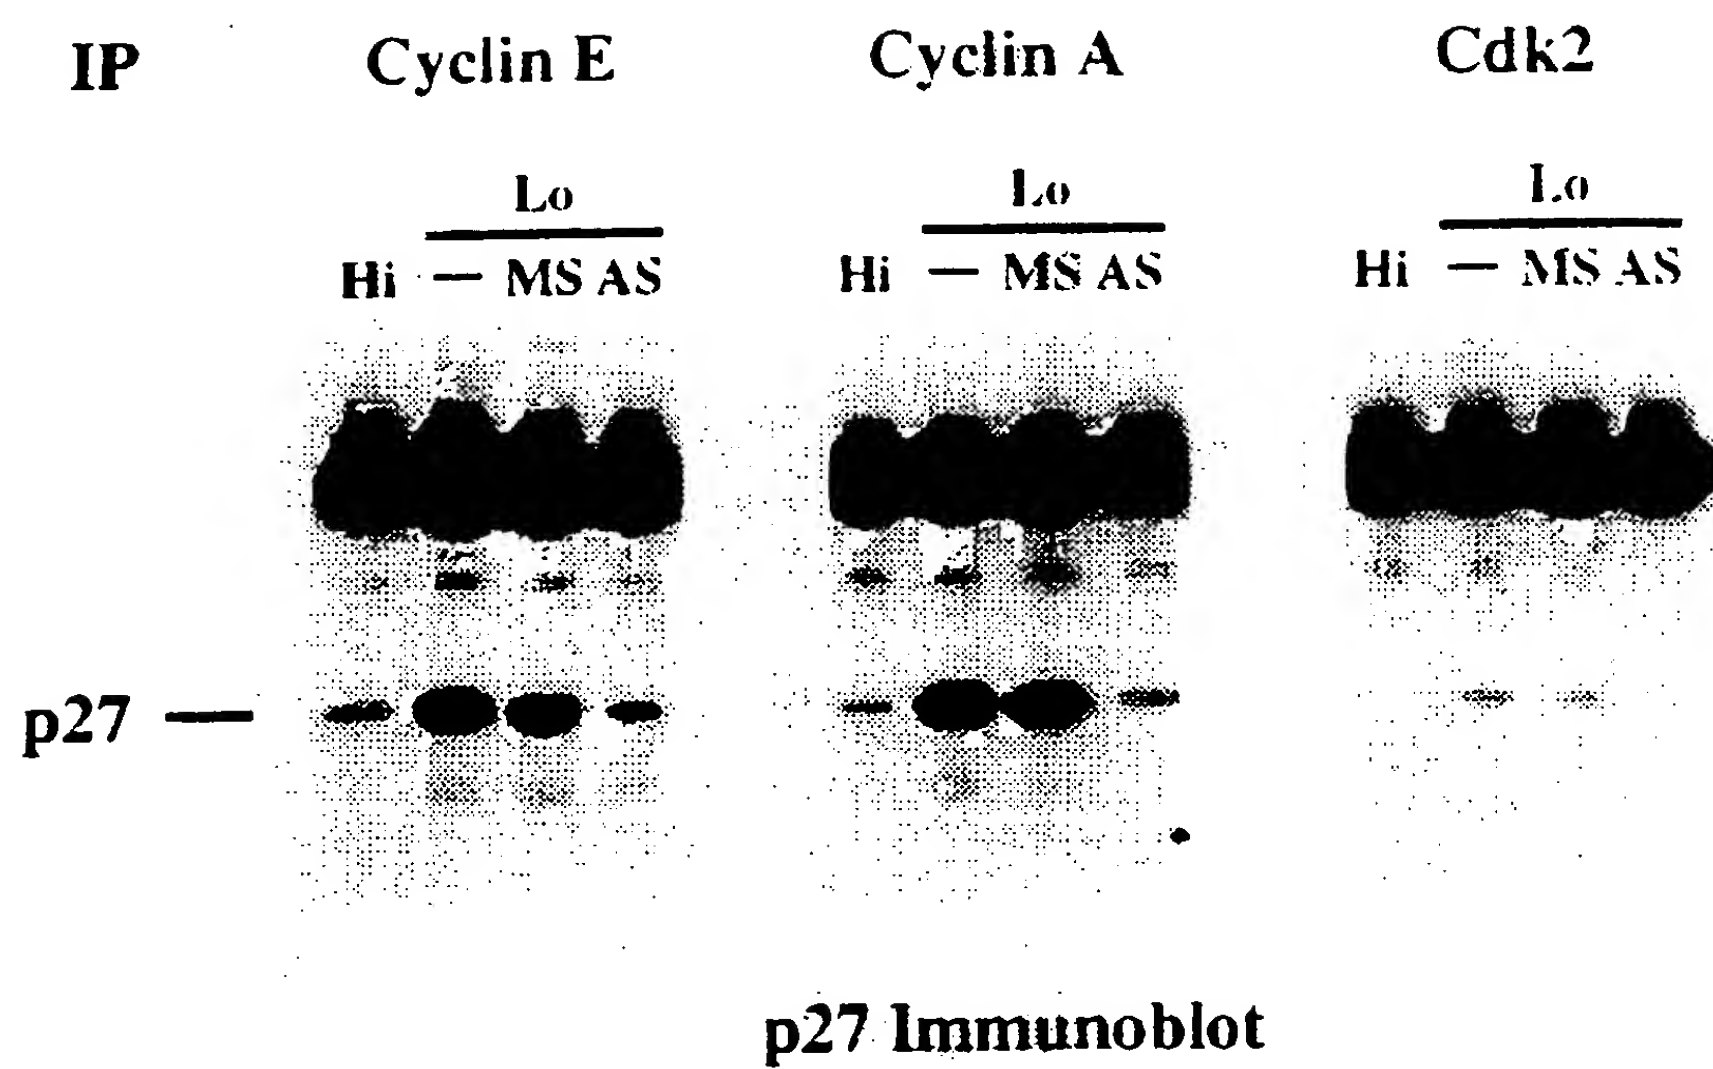 IP Cyclin E Cyclin A Cdk2
Lo Lo Lo
Hi — MS AS Hi — MS AS Hi — MS AS
p27 —
p27 Immunoblot